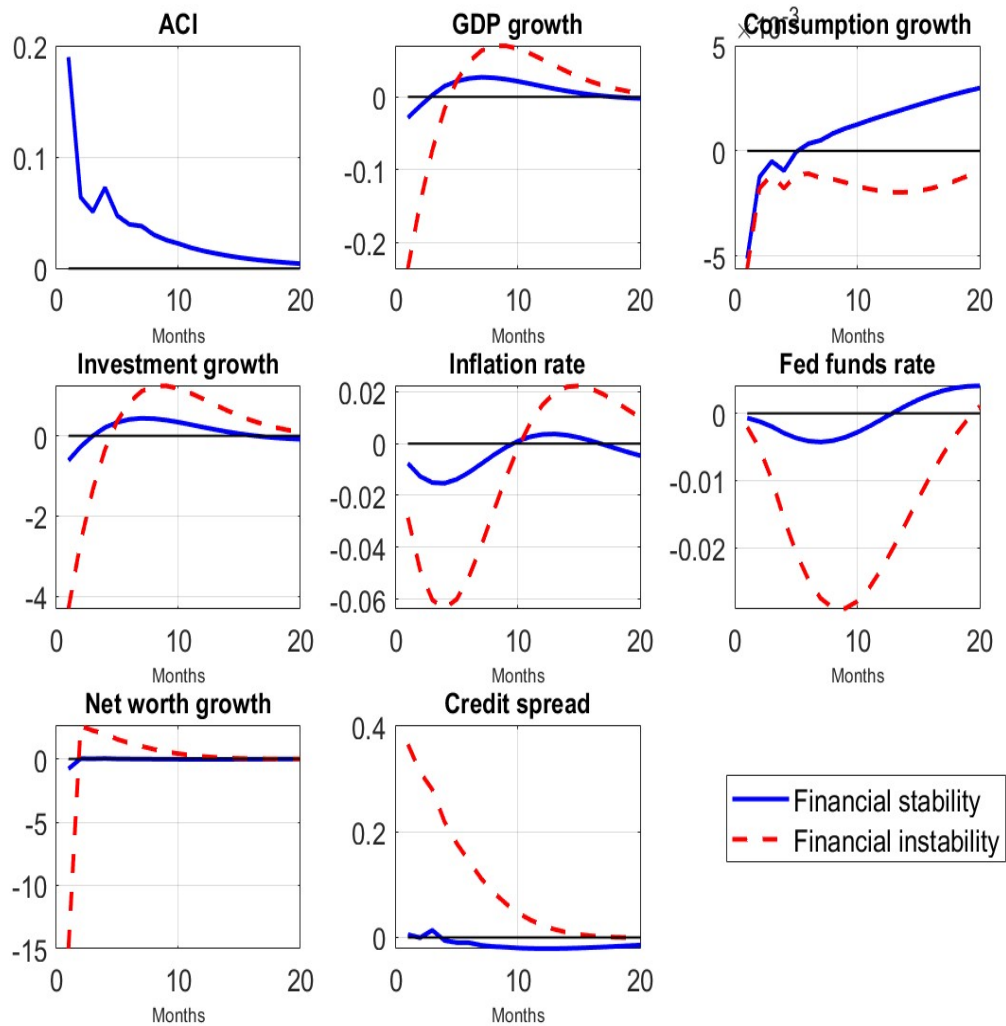 ACI
0.2
0.1
0
0
10
20
Months
GDP growth
0
-0.1
-0.2
0
10
20
Months
Consumption growth
× 10-3
5
0
-5
0
10
20
Months
Investment growth
0
-2
-4
0
10
20
Months
Inflation rate
0.02
0
-0.02
-0.04
-0.06
0
10
20
Months
Fed funds rate
0
-0.01
-0.02
0
10
20
Months
Net worth growth
0
-5
-10
-15
0
10
20
Months
Credit spread
0.4
0.2
0
0
10
20
Months
Financial stability
Financial instability